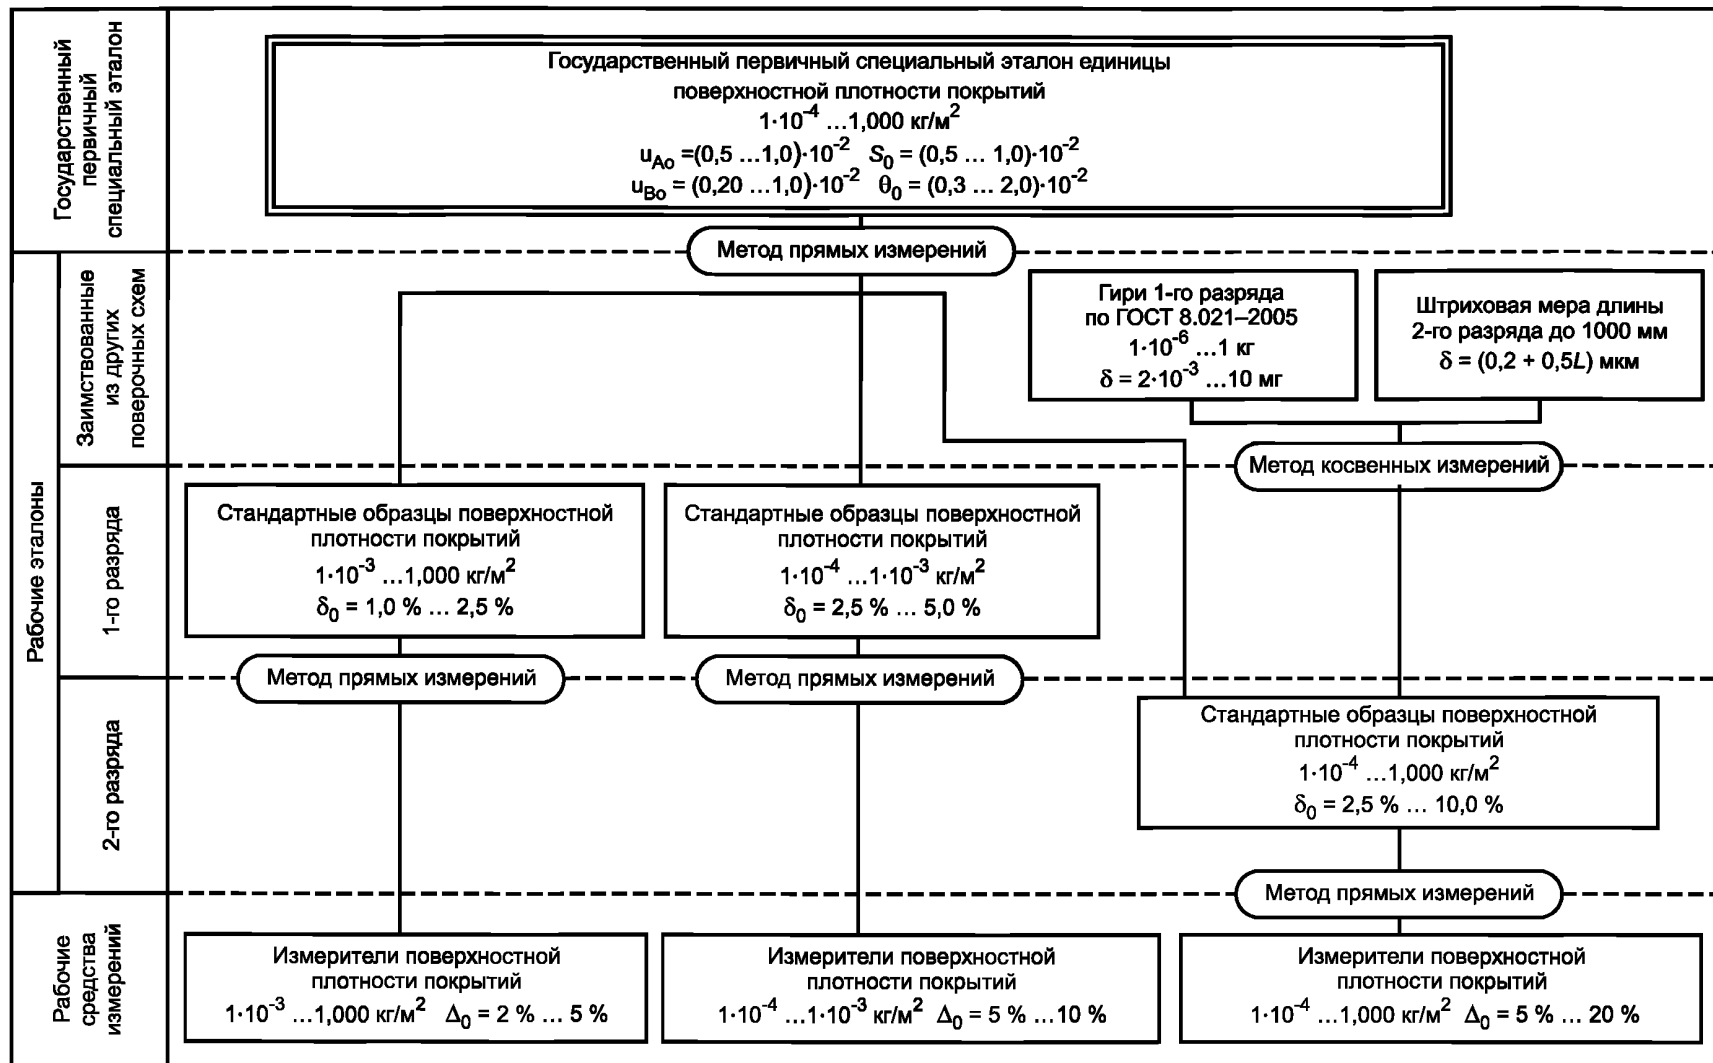 Государственный
первичный
специальный эталон
Государственный первичный специальный эталон единицы
поверхностной плотности покрытий
1·10⁻⁴ ...1,000 кг/м²
u_Ao =(0,5 ...1,0)·10⁻² S₀ = (0,5 ... 1,0)·10⁻²
u_Bo = (0,20 ...1,0)·10⁻² θ₀ = (0,3 ... 2,0)·10⁻²
Метод прямых измерений
Рабочие эталоны
Заимствованные
из других
поверочных схем
Гири 1-го разряда
по ГОСТ 8.021–2005
1·10⁻⁶ ...1 кг
δ = 2·10⁻³ ...10 мг
Штриховая мера длины
2-го разряда до 1000 мм
δ = (0,2 + 0,5L) мкм
Метод косвенных измерений
1-го разряда
Стандартные образцы поверхностной
плотности покрытий
1·10⁻³ ...1,000 кг/м²
δ₀ = 1,0 % ... 2,5 %
Стандартные образцы поверхностной
плотности покрытий
1·10⁻⁴ ...1·10⁻³ кг/м²
δ₀ = 2,5 % ... 5,0 %
Метод прямых измерений
Метод прямых измерений
2-го разряда
Стандартные образцы поверхностной
плотности покрытий
1·10⁻⁴ ...1,000 кг/м²
δ₀ = 2,5 % ... 10,0 %
Метод прямых измерений
Рабочие
средства
измерений
Измерители поверхностной
плотности покрытий
1·10⁻³ ...1,000 кг/м² Δ₀ = 2 % ... 5 %
Измерители поверхностной
плотности покрытий
1·10⁻⁴ ...1·10⁻³ кг/м² Δ₀ = 5 % ...10 %
Измерители поверхностной
плотности покрытий
1·10⁻⁴ ...1,000 кг/м² Δ₀ = 5 % ... 20 %